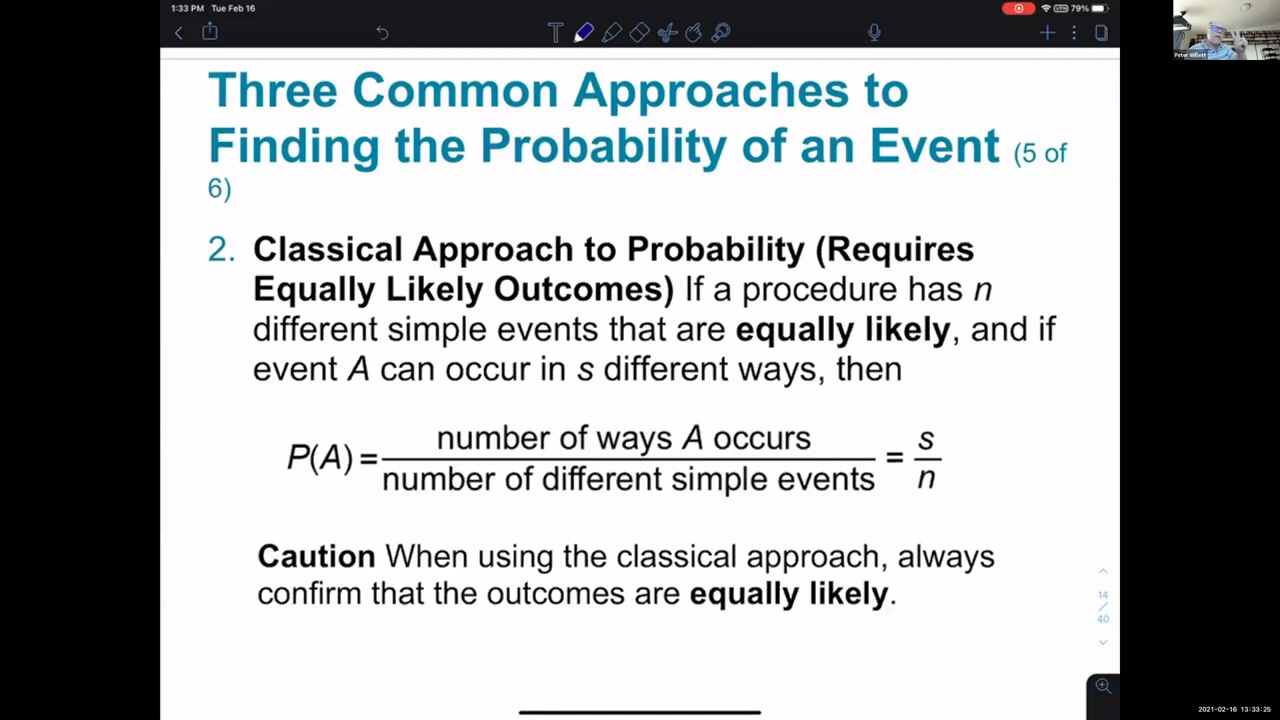 1:33 PM Tue Feb 16
79%
Peter Willett
Three Common Approaches to
Finding the Probability of an Event (5 of
6)
2. Classical Approach to Probability (Requires
Equally Likely Outcomes) If a procedure has n
different simple events that are equally likely, and if
event A can occur in s different ways, then
P(A) = number of ways A occurs / number of different simple events = s / n
Caution When using the classical approach, always
confirm that the outcomes are equally likely.
14
/
40
2021-02-16 13:33:25